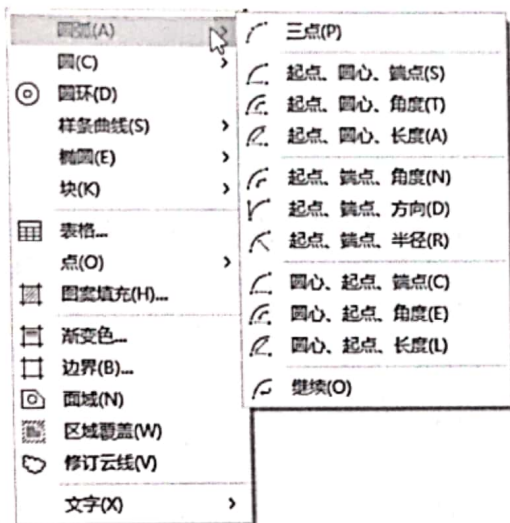 圆弧(A)
圆(C)
圆环(D)
样条曲线(S)
椭圆(E)
块(K)
表格...
点(O)
图案填充(H)...
渐变色...
边界(B)...
面域(N)
区域覆盖(W)
修订云线(V)
文字(X)
三点(P)
起点、圆心、端点(S)
起点、圆心、角度(T)
起点、圆心、长度(A)
起点、端点、角度(N)
起点、端点、方向(D)
起点、端点、半径(R)
圆心、起点、端点(C)
圆心、起点、角度(E)
圆心、起点、长度(L)
继续(O)